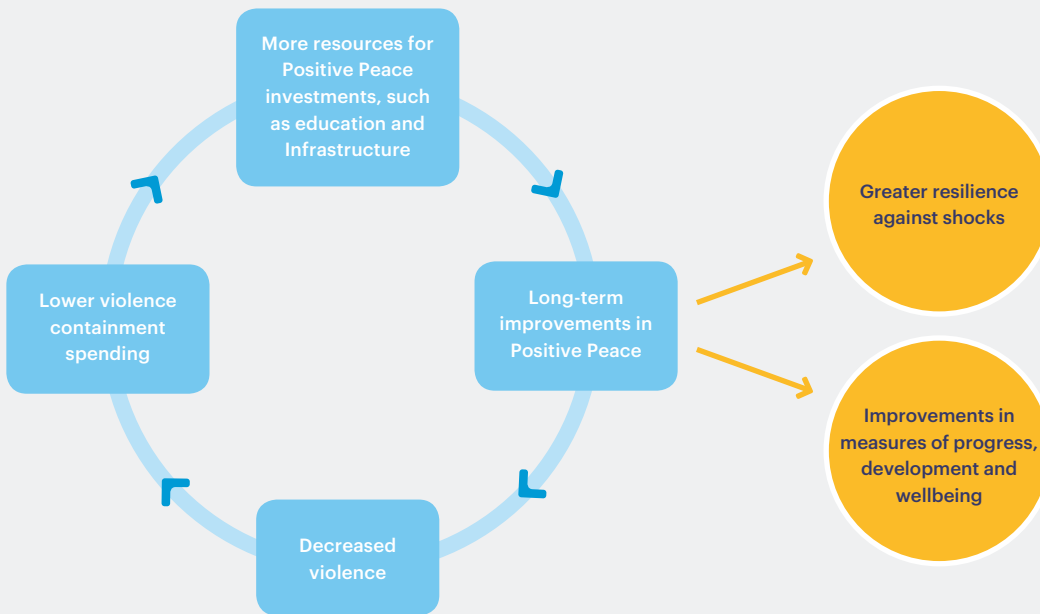 More resources for
Positive Peace
investments, such
as education and
Infrastructure
Greater resilience
against shocks
Lower violence
containment
spending
Long-term
improvements in
Positive Peace
Improvements in
measures of progress,
development and
wellbeing
Decreased
violence